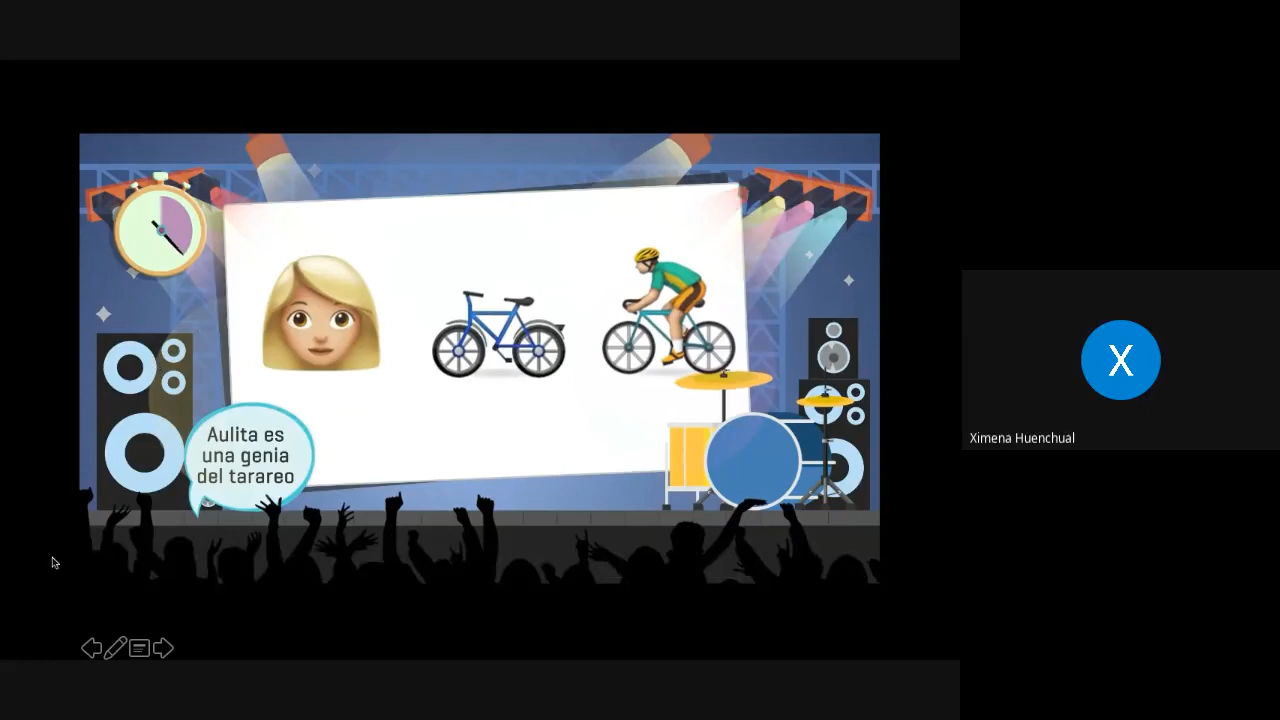 Aulita es
una genia
del tarareo
X
Ximena Huenchual